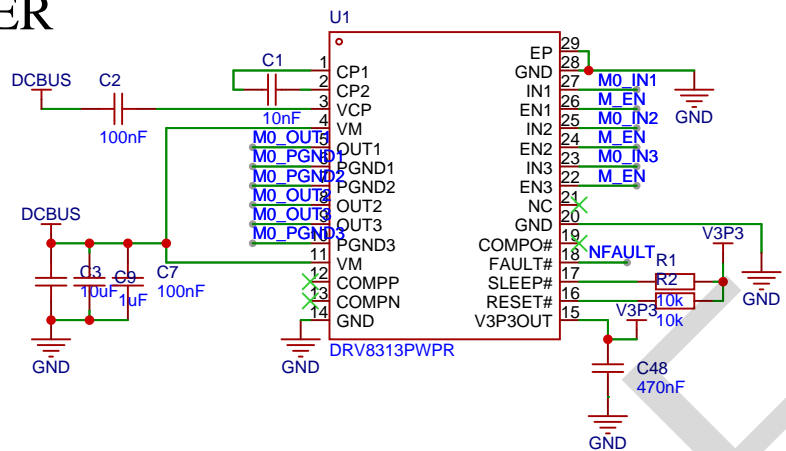 ER
U1
C1
10nF
DCBUS
C2
100nF
1 CP1
2 CP2
3 VCP
4 VM
5 OUT1
6 PGND1
7 PGND2
8 OUT2
9 OUT3
10 PGND3
11 VM
12 COMPP
13 COMPN
14 GND
M0_OUT1
M0_PGND1
M0_PGND2
M0_OUT2
M0_OUT3
M0_PGND3
EP 29
GND 28
IN1 27
EN1 26
IN2 25
EN2 24
IN3 23
EN3 22
NC 21
GND 20
COMPO# 19
FAULT# 18
SLEEP# 17
RESET# 16
V3P3OUT 15
M0_IN1
M_EN
M0_IN2
M_EN
M0_IN3
M_EN
GND
NFAULT
V3P3
R1
R2
10k
10k
GND
V3P3
C48
470nF
GND
DCBUS
C3
10uF
C9
1uF
C7
100nF
GND
GND
DRV8313PWPR